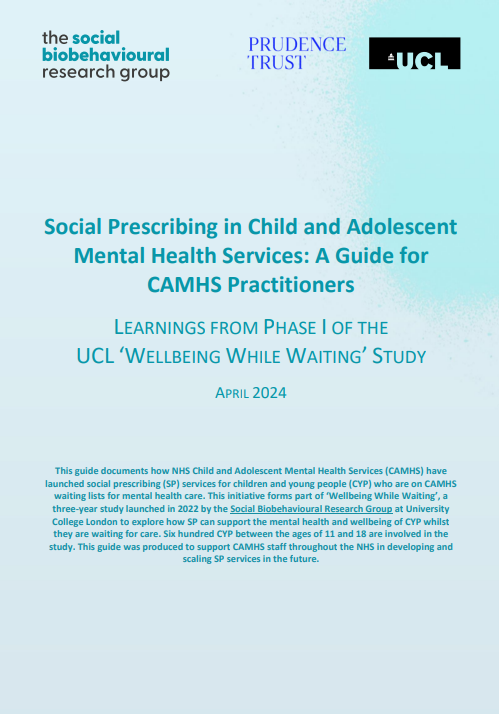 the social
biobehavioural
research group
PRUDENCE
TRUST
UCL
Social Prescribing in Child and Adolescent
Mental Health Services: A Guide for
CAMHS Practitioners
LEARNINGS FROM PHASE I OF THE
UCL ‘WELLBEING WHILE WAITING’ STUDY
APRIL 2024
This guide documents how NHS Child and Adolescent Mental Health Services (CAMHS) have
launched social prescribing (SP) services for children and young people (CYP) who are on CAMHS
waiting lists for mental health care. This initiative forms part of ‘Wellbeing While Waiting’, a
three-year study launched in 2022 by the Social Biobehavioural Research Group at University
College London to explore how SP can support the mental health and wellbeing of CYP whilst
they are waiting for care. Six hundred CYP between the ages of 11 and 18 are involved in the
study. This guide was produced to support CAMHS staff throughout the NHS in developing and
scaling SP services in the future.